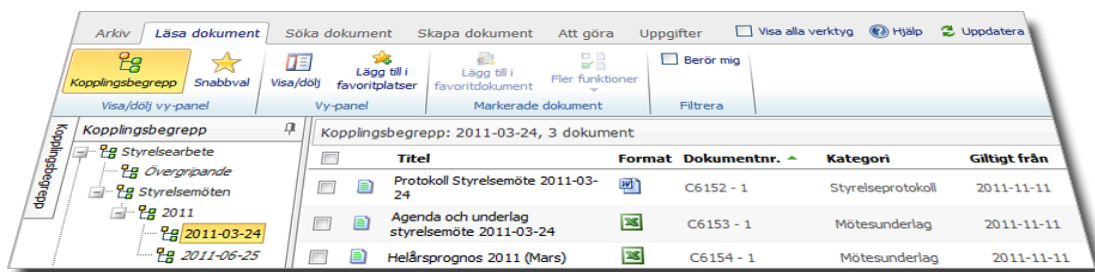 Arkiv Läsa dokument Söka dokument Skapa dokument Att göra Uppgifter Visa alla verktyg Hjälp Uppdatera
Kopplingsbegrepp Snabbval Visa/dölj Lägg till i favoritplatser Lägg till i favoritdokument Fler funktioner Berör mig
Visa/dölj vy-panel Vy-panel Markerade dokument Filtrera
Kopplingsbegrepp
Kopplingsbegrepp
Styrelsearbete
Övergripande
Styrelsemöten
2011
2011-03-24
2011-06-25
Kopplingsbegrepp: 2011-03-24, 3 dokument
Titel Format Dokumentnr. Kategori Giltigt från
Protokoll Styrelsemöte 2011-03-
24 C6152 - 1 Styrelseprotokoll 2011-11-11
Agenda och underlag
styrelsemöte 2011-03-24 C6153 - 1 Mötesunderlag 2011-11-11
Helårsprognos 2011 (Mars) C6154 - 1 Mötesunderlag 2011-11-11